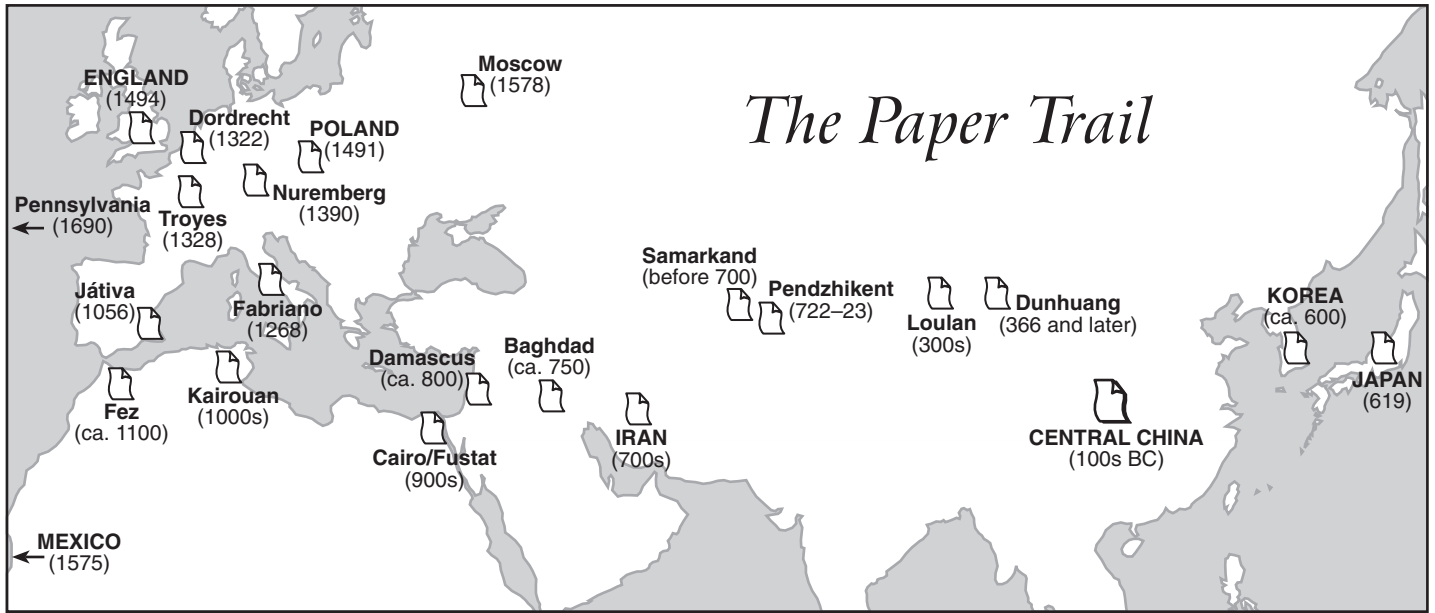 The Paper Trail
Moscow
(1578)
ENGLAND
(1494)
Dordrecht
(1322)
POLAND
(1491)
Nuremberg
(1390)
Pennsylvania
(1690)
Troyes
(1328)
Játiva
(1056)
Fabriano
(1268)
Samarkand
(before 700)
Pendzhikent
(722–23)
Loulan
(300s)
Dunhuang
(366 and later)
KOREA
(ca. 600)
JAPAN
(619)
Damascus
(ca. 800)
Baghdad
(ca. 750)
Kairouan
(1000s)
Fez
(ca. 1100)
Cairo/Fustat
(900s)
IRAN
(700s)
CENTRAL CHINA
(100s BC)
MEXICO
(1575)